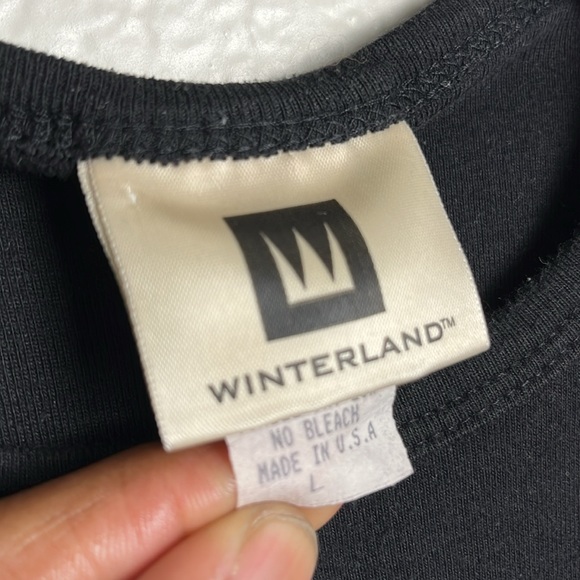 WINTERLAND™
NO BLEACH
MADE IN U.S.A
L